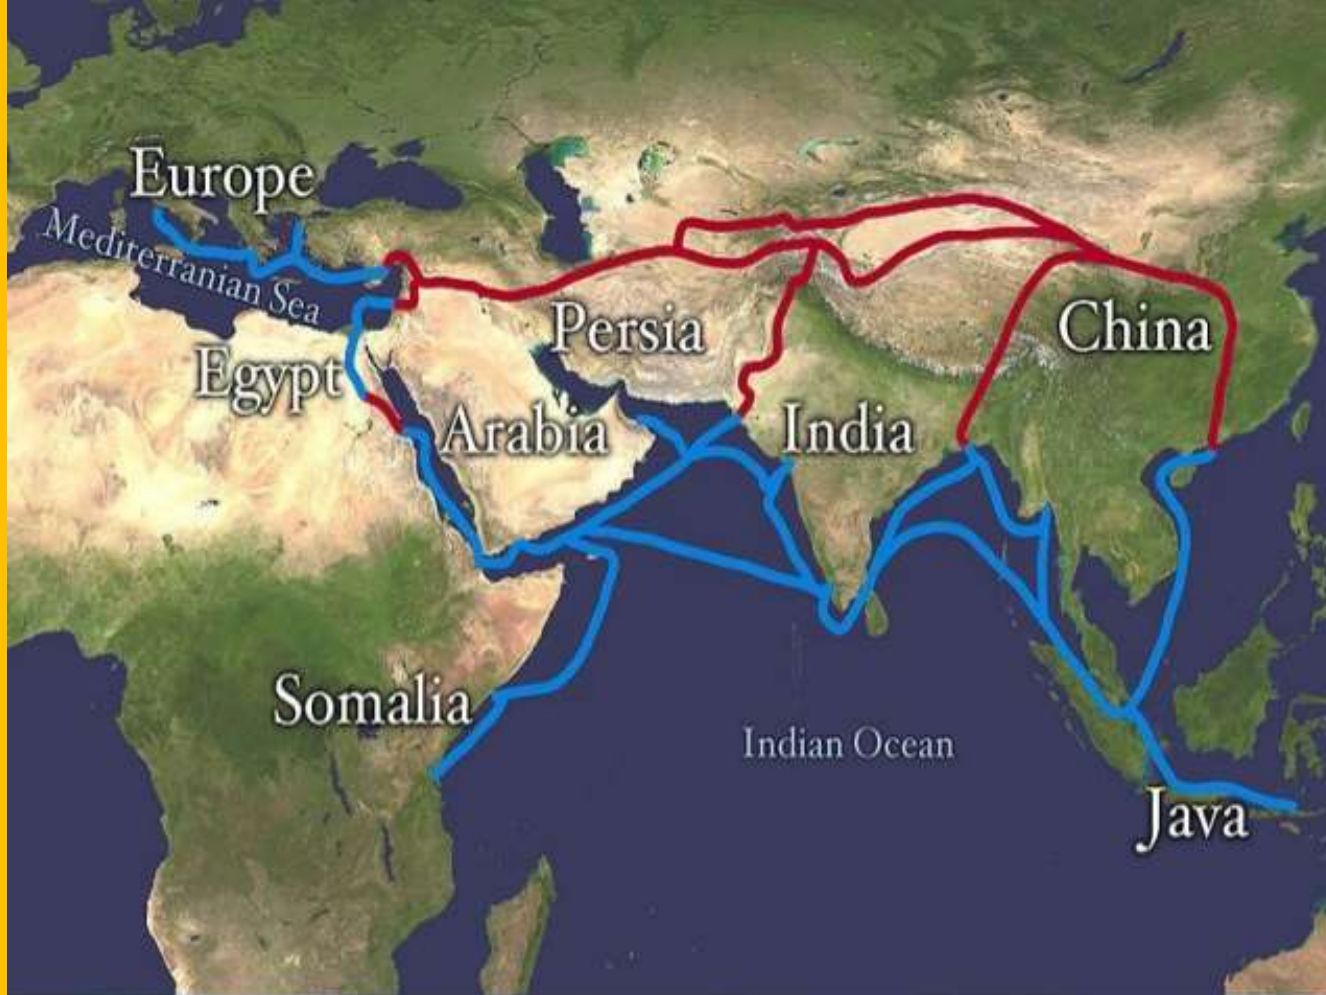 Europe
Mediterranian Sea
Persia
China
Egypt
Arabia
India
Somalia
Indian Ocean
Java